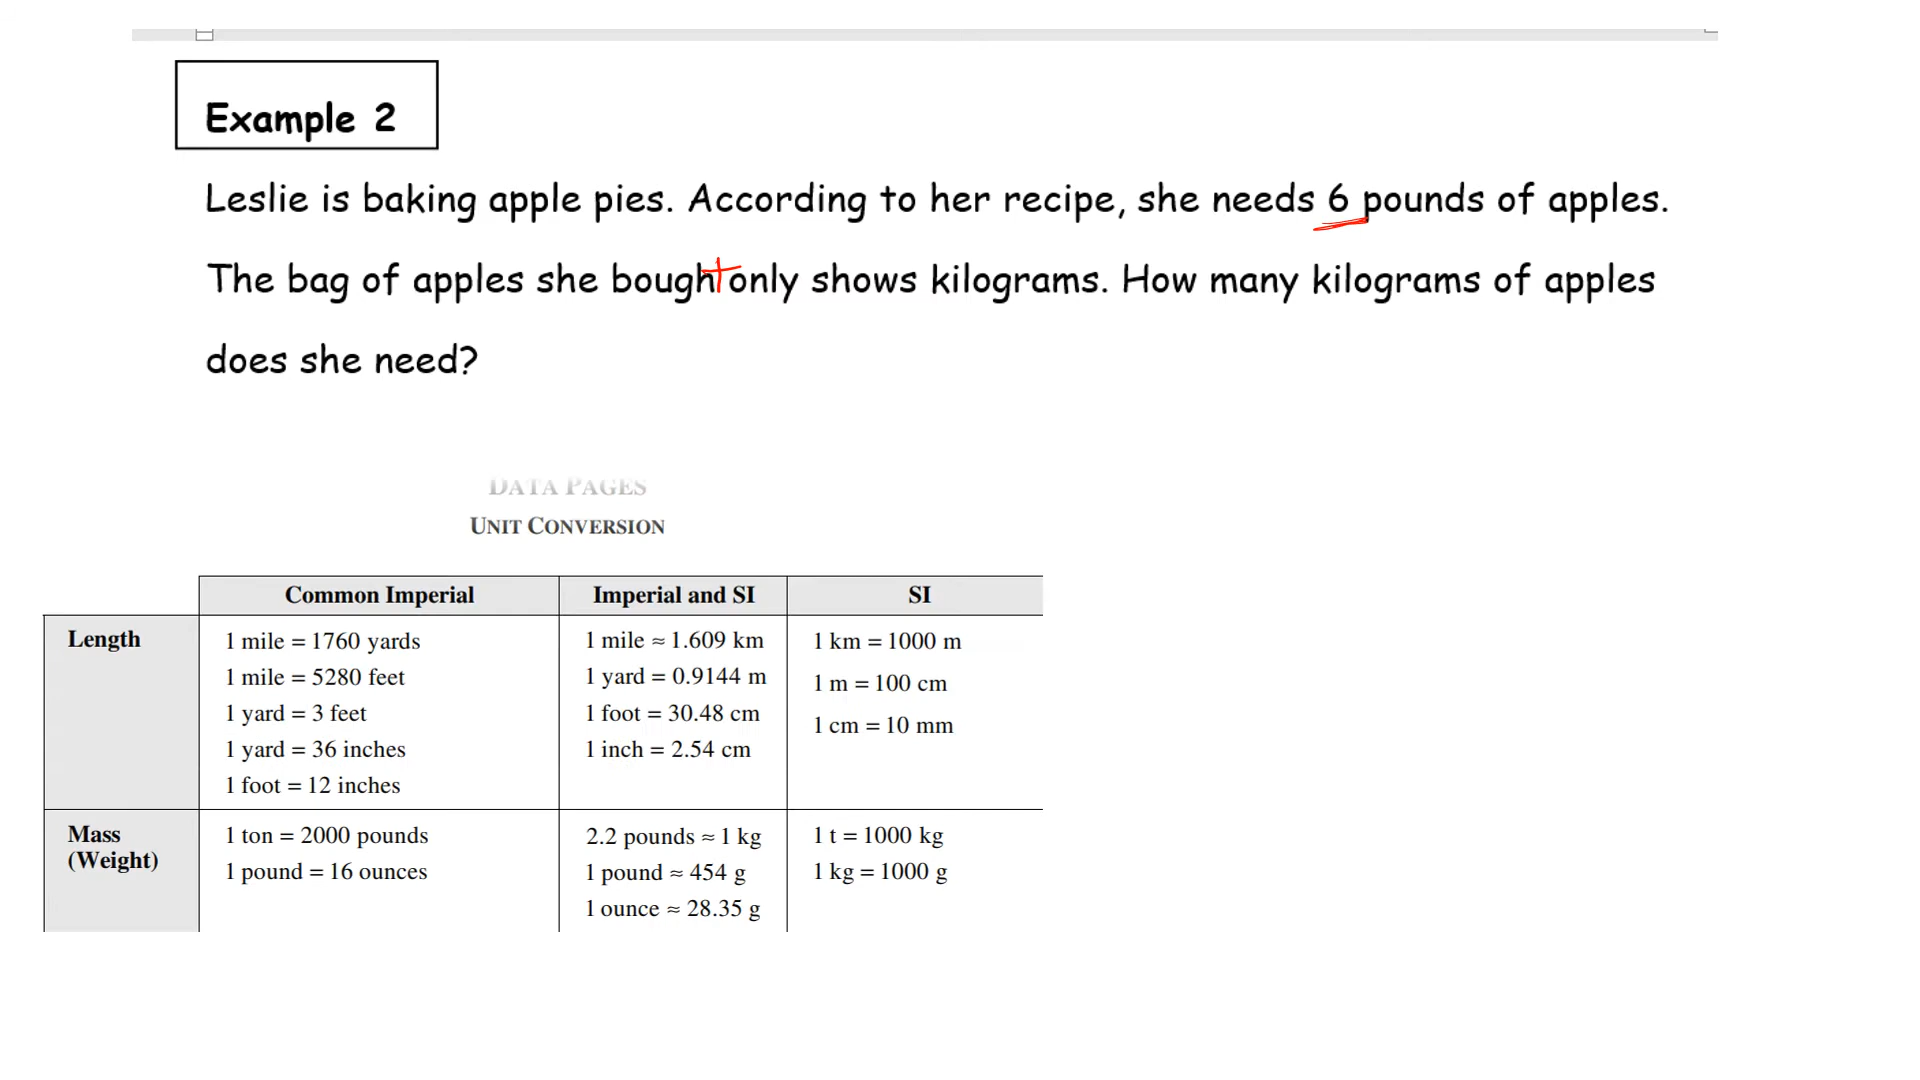 Example 2
Leslie is baking apple pies. According to her recipe, she needs 6 pounds of apples.
The bag of apples she bought only shows kilograms. How many kilograms of apples
does she need?
DATA PAGES
UNIT CONVERSION
Common Imperial Imperial and SI SI
Length
1 mile = 1760 yards 1 mile ≈ 1.609 km 1 km = 1000 m
1 mile = 5280 feet 1 yard = 0.9144 m 1 m = 100 cm
1 yard = 3 feet 1 foot = 30.48 cm 1 cm = 10 mm
1 yard = 36 inches 1 inch = 2.54 cm
1 foot = 12 inches
Mass
(Weight)
1 ton = 2000 pounds 2.2 pounds ≈ 1 kg 1 t = 1000 kg
1 pound = 16 ounces 1 pound ≈ 454 g 1 kg = 1000 g
1 ounce ≈ 28.35 g